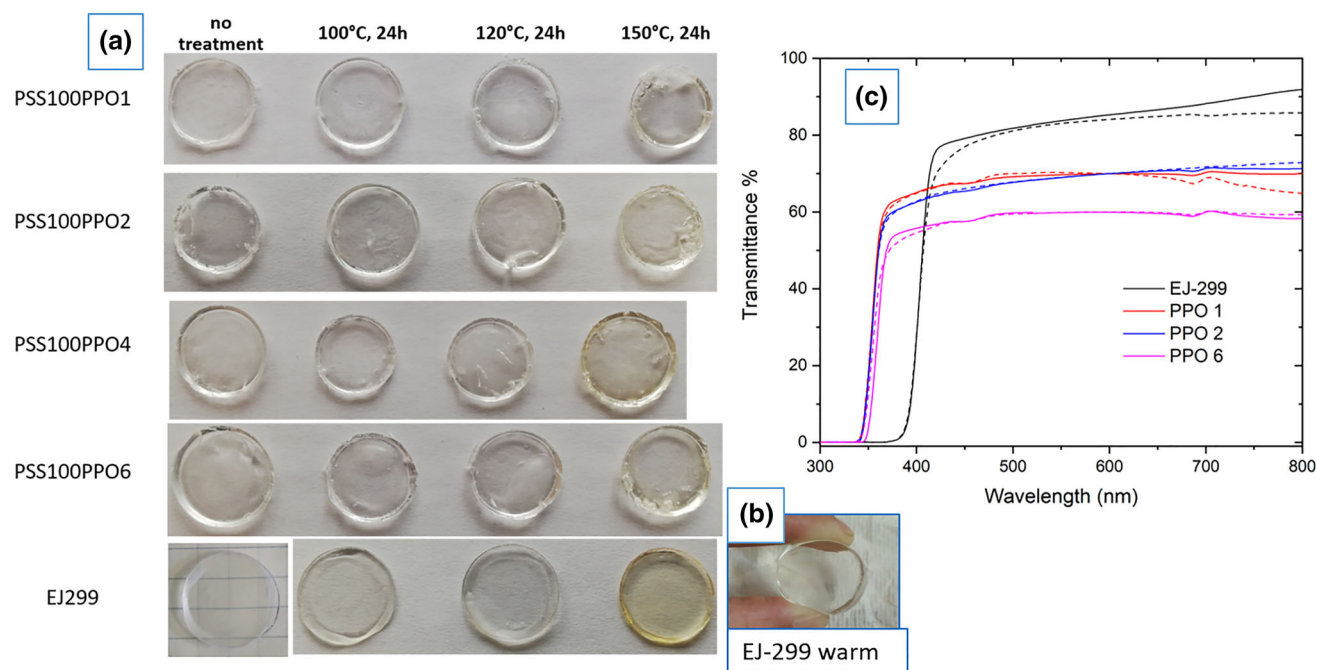 (a)
no
treatment
100°C, 24h
120°C, 24h
150°C, 24h
PSS100PPO1
PSS100PPO2
PSS100PPO4
PSS100PPO6
EJ299
(b)
EJ-299 warm
(c)
Transmittance %
100
80
60
40
20
0
300
400
500
600
700
800
Wavelength (nm)
EJ-299
PPO 1
PPO 2
PPO 6